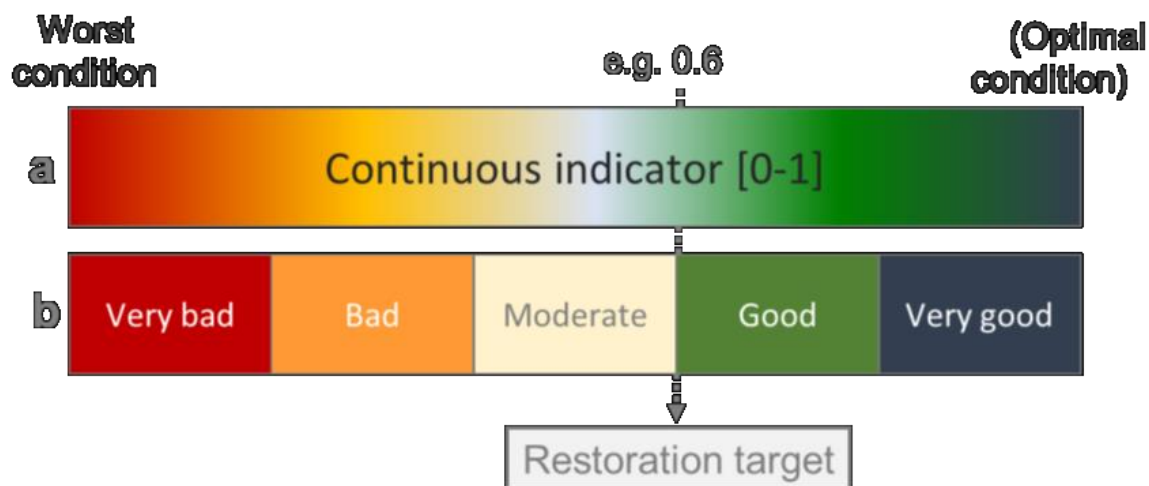 Worst
condition
e.g. 0.6
(Optimal
condition)
a
Continuous indicator [0-1]
b
Very bad
Bad
Moderate
Good
Very good
Restoration target